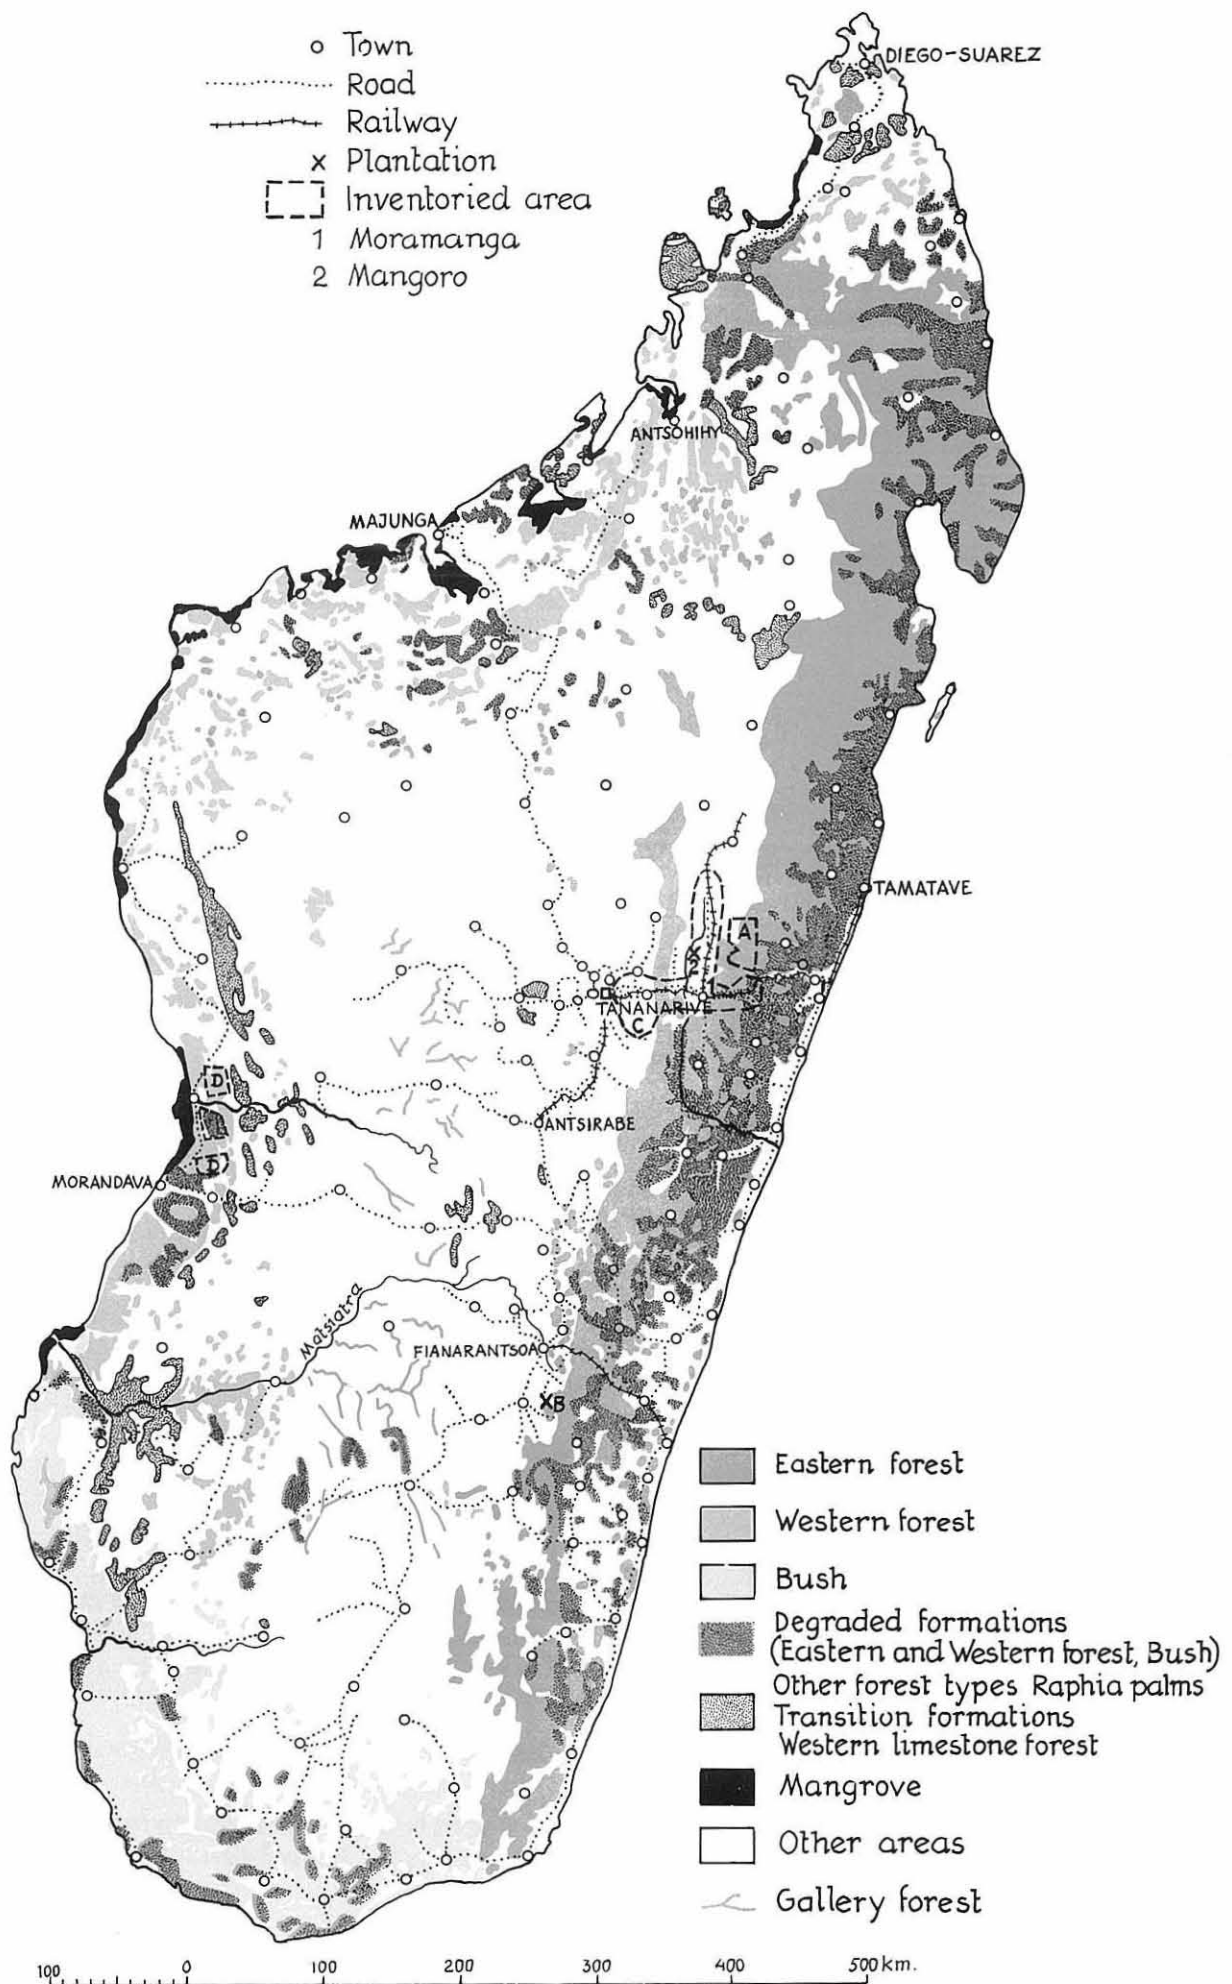 Town
Road
Railway
x Plantation
Inventoried area
1 Moramanga
2 Mangoro
DIEGO-SUAREZ
ANTSOHIHY
MAJUNGA
TAMATAVE
A
TANANARIVE
C
D
ANTSIRABE
D
MORANDAVA
Matsiatra
FIANARANTSOA
XB
Eastern forest
Western forest
Bush
Degraded formations
(Eastern and Western forest, Bush)
Other forest types Raphia palms
Transition formations
Western limestone forest
Mangrove
Other areas
Gallery forest
100 0 100 200 300 400 500 km.